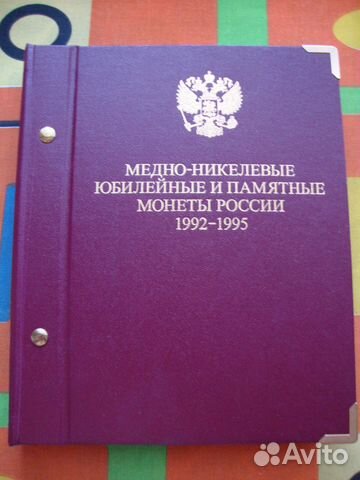 МЕДНО-НИКЕЛЕВЫЕ
ЮБИЛЕЙНЫЕ И ПАМЯТНЫЕ
МОНЕТЫ РОССИИ
1992-1995
Avito